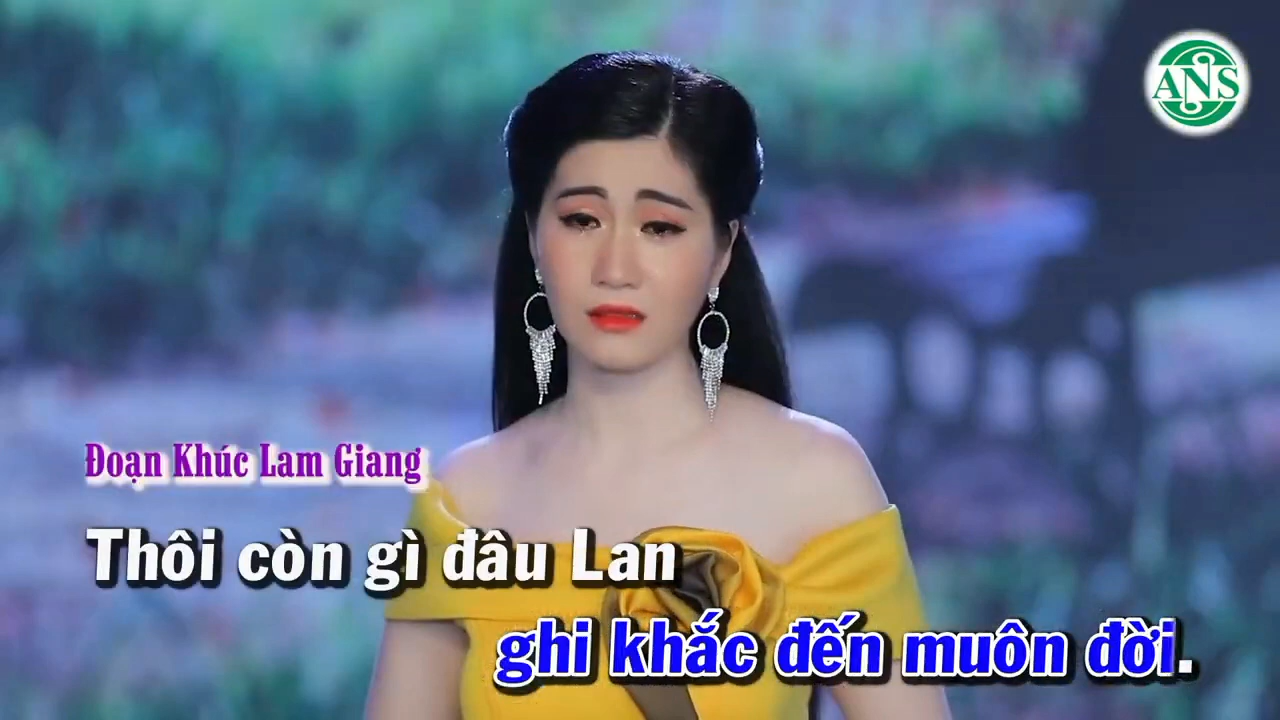 ANS
Đoạn Khúc Lam Giang
Thôi còn gì đâu Lan
ghi khắc đến muôn đời.